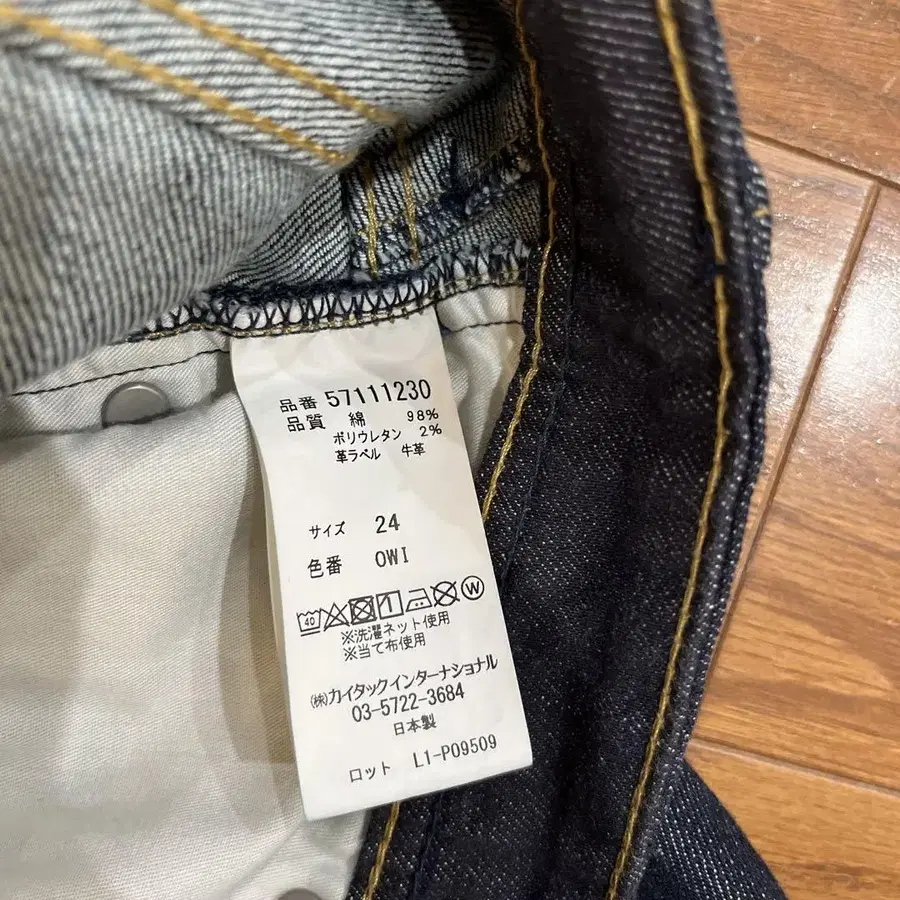 品番 57111230
品質 綿 98%
ポリウレタン 2%
革ラベル 牛革
サイズ 24
色番 OWI
40 1 W
※洗濯ネット使用
※当て布使用
㈱カイタックインターナショナル
03-5722-3684
日本製
ロット L1-P09509